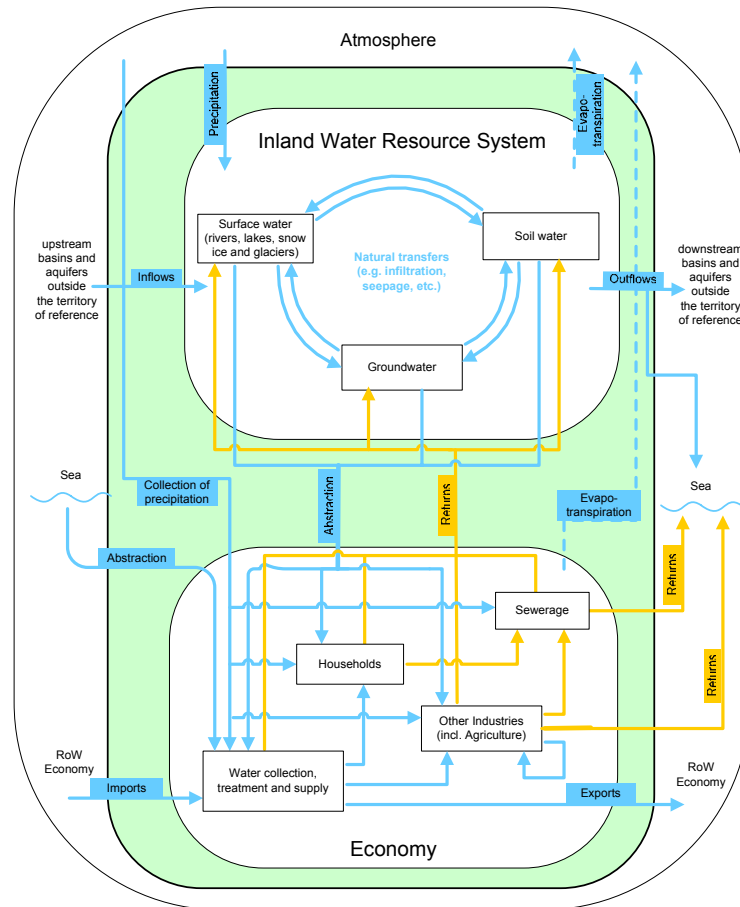 Atmosphere
Precipitation
Evapo-
transpiration
Inland Water Resource System
Surface water
(rivers, lakes, snow
ice and glaciers)
Soil water
Natural transfers
(e.g. infiltration,
seepage, etc.)
upstream
basins and
aquifers
outside
the territory
of reference
Inflows
Outflows
downstream
basins and
aquifers
outside
the territory
of reference
Groundwater
Sea
Collection of
precipitation
Abstraction
Returns
Evapo-
transpiration
Sea
Abstraction
Returns
Sewerage
Households
Returns
Other Industries
(incl. Agriculture)
RoW
Economy
Water collection,
treatment and supply
RoW
Economy
Imports
Exports
Economy